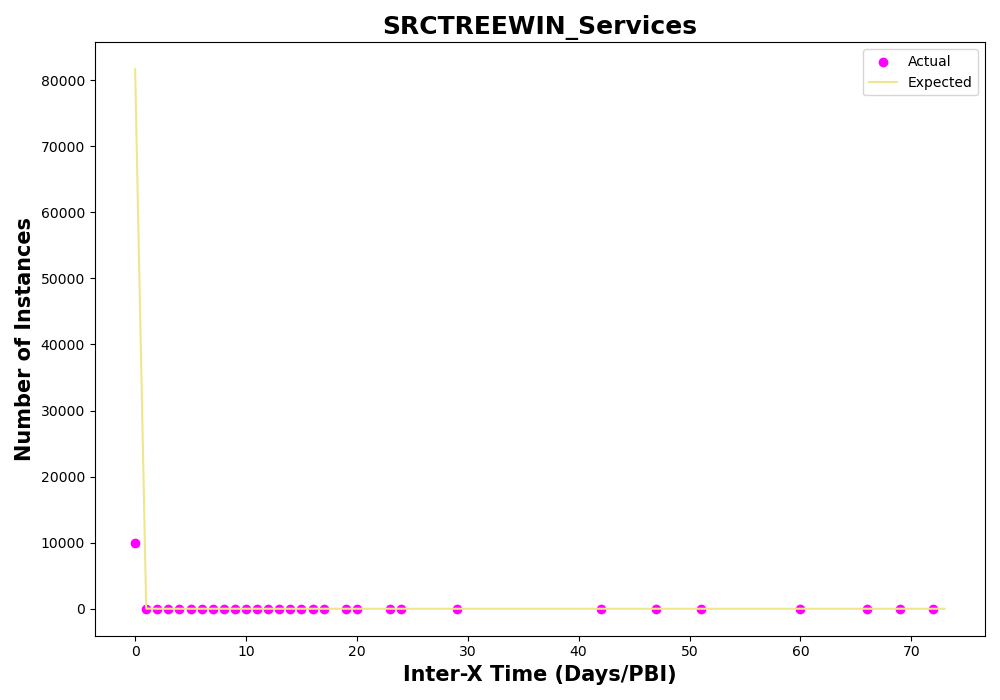 SRCTREEWIN_Services
Actual
Expected
80000
70000
60000
50000
40000
30000
20000
10000
0
Number of Instances
0 10 20 30 40 50 60 70
Inter-X Time (Days/PBI)